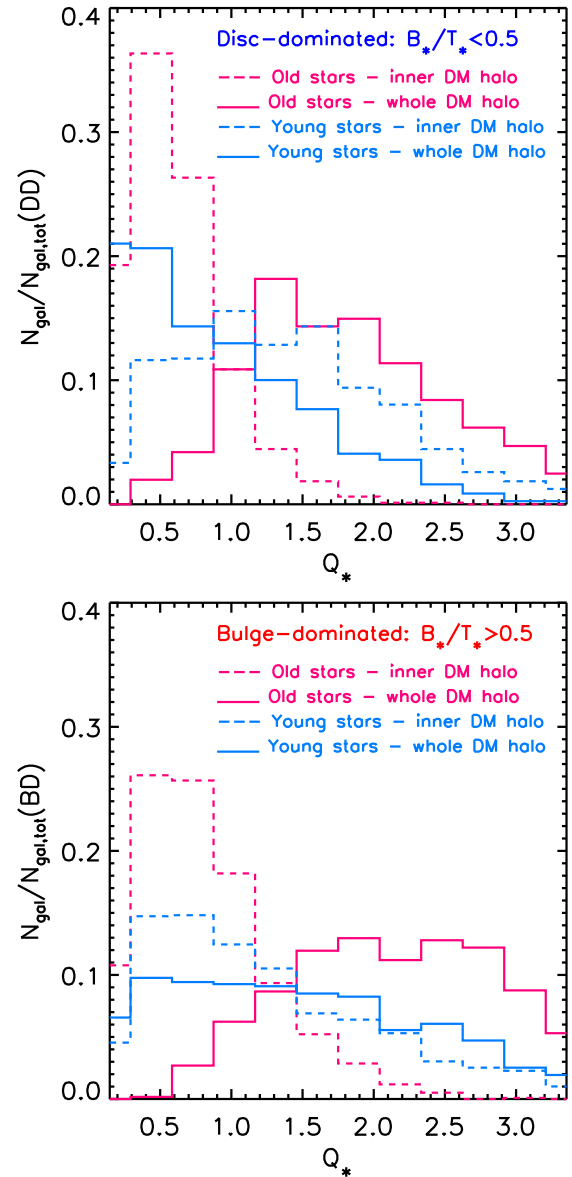 Disc-dominated: B*/T*<0.5
Old stars - inner DM halo
Old stars - whole DM halo
Young stars - inner DM halo
Young stars - whole DM halo
N_gal/N_gal,tot(DD)
0.4
0.3
0.2
0.1
0.0
0.5 1.0 1.5 2.0 2.5 3.0
Q*
Bulge-dominated: B*/T*>0.5
Old stars - inner DM halo
Old stars - whole DM halo
Young stars - inner DM halo
Young stars - whole DM halo
N_gal/N_gal,tot(BD)
0.4
0.3
0.2
0.1
0.0
0.5 1.0 1.5 2.0 2.5 3.0
Q*